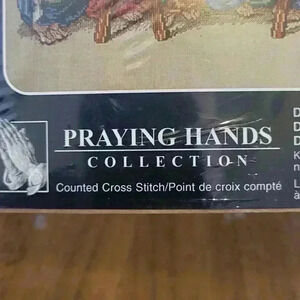 PRAYING HANDS
COLLECTION
Counted Cross Stitch/Point de croix compté